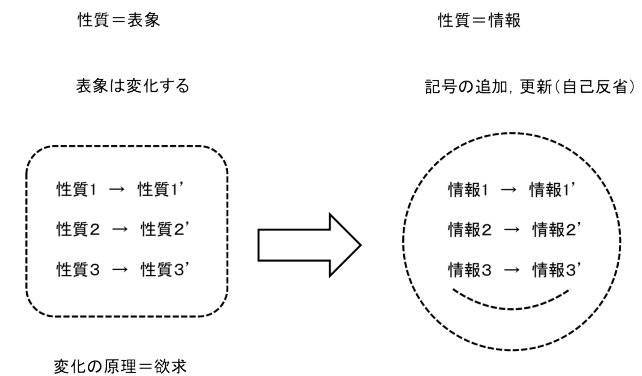 性質＝表象
表象は変化する
性質1 → 性質1’
性質2 → 性質2’
性質3 → 性質3’
変化の原理＝欲求
性質＝情報
記号の追加, 更新（自己反省）
情報1 → 情報1’
情報2 → 情報2’
情報3 → 情報3’